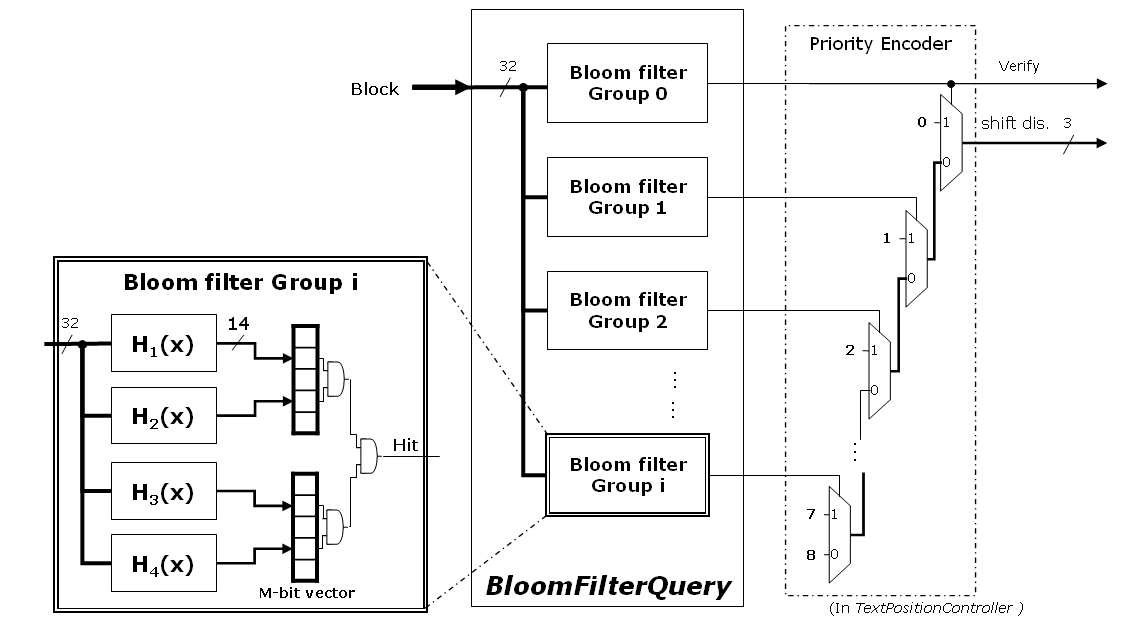 Block
32
Bloom filter
Group 0
Bloom filter
Group 1
Bloom filter
Group 2
⋮
⋮
Bloom filter
Group i
BloomFilterQuery
Priority Encoder
Verify
shift dis.
3
0
1
0
1
1
0
2
1
0
⋮
7
1
8
0
(In TextPositionController )
Bloom filter Group i
32
H1(x)
14
H2(x)
H3(x)
H4(x)
Hit
M-bit vector